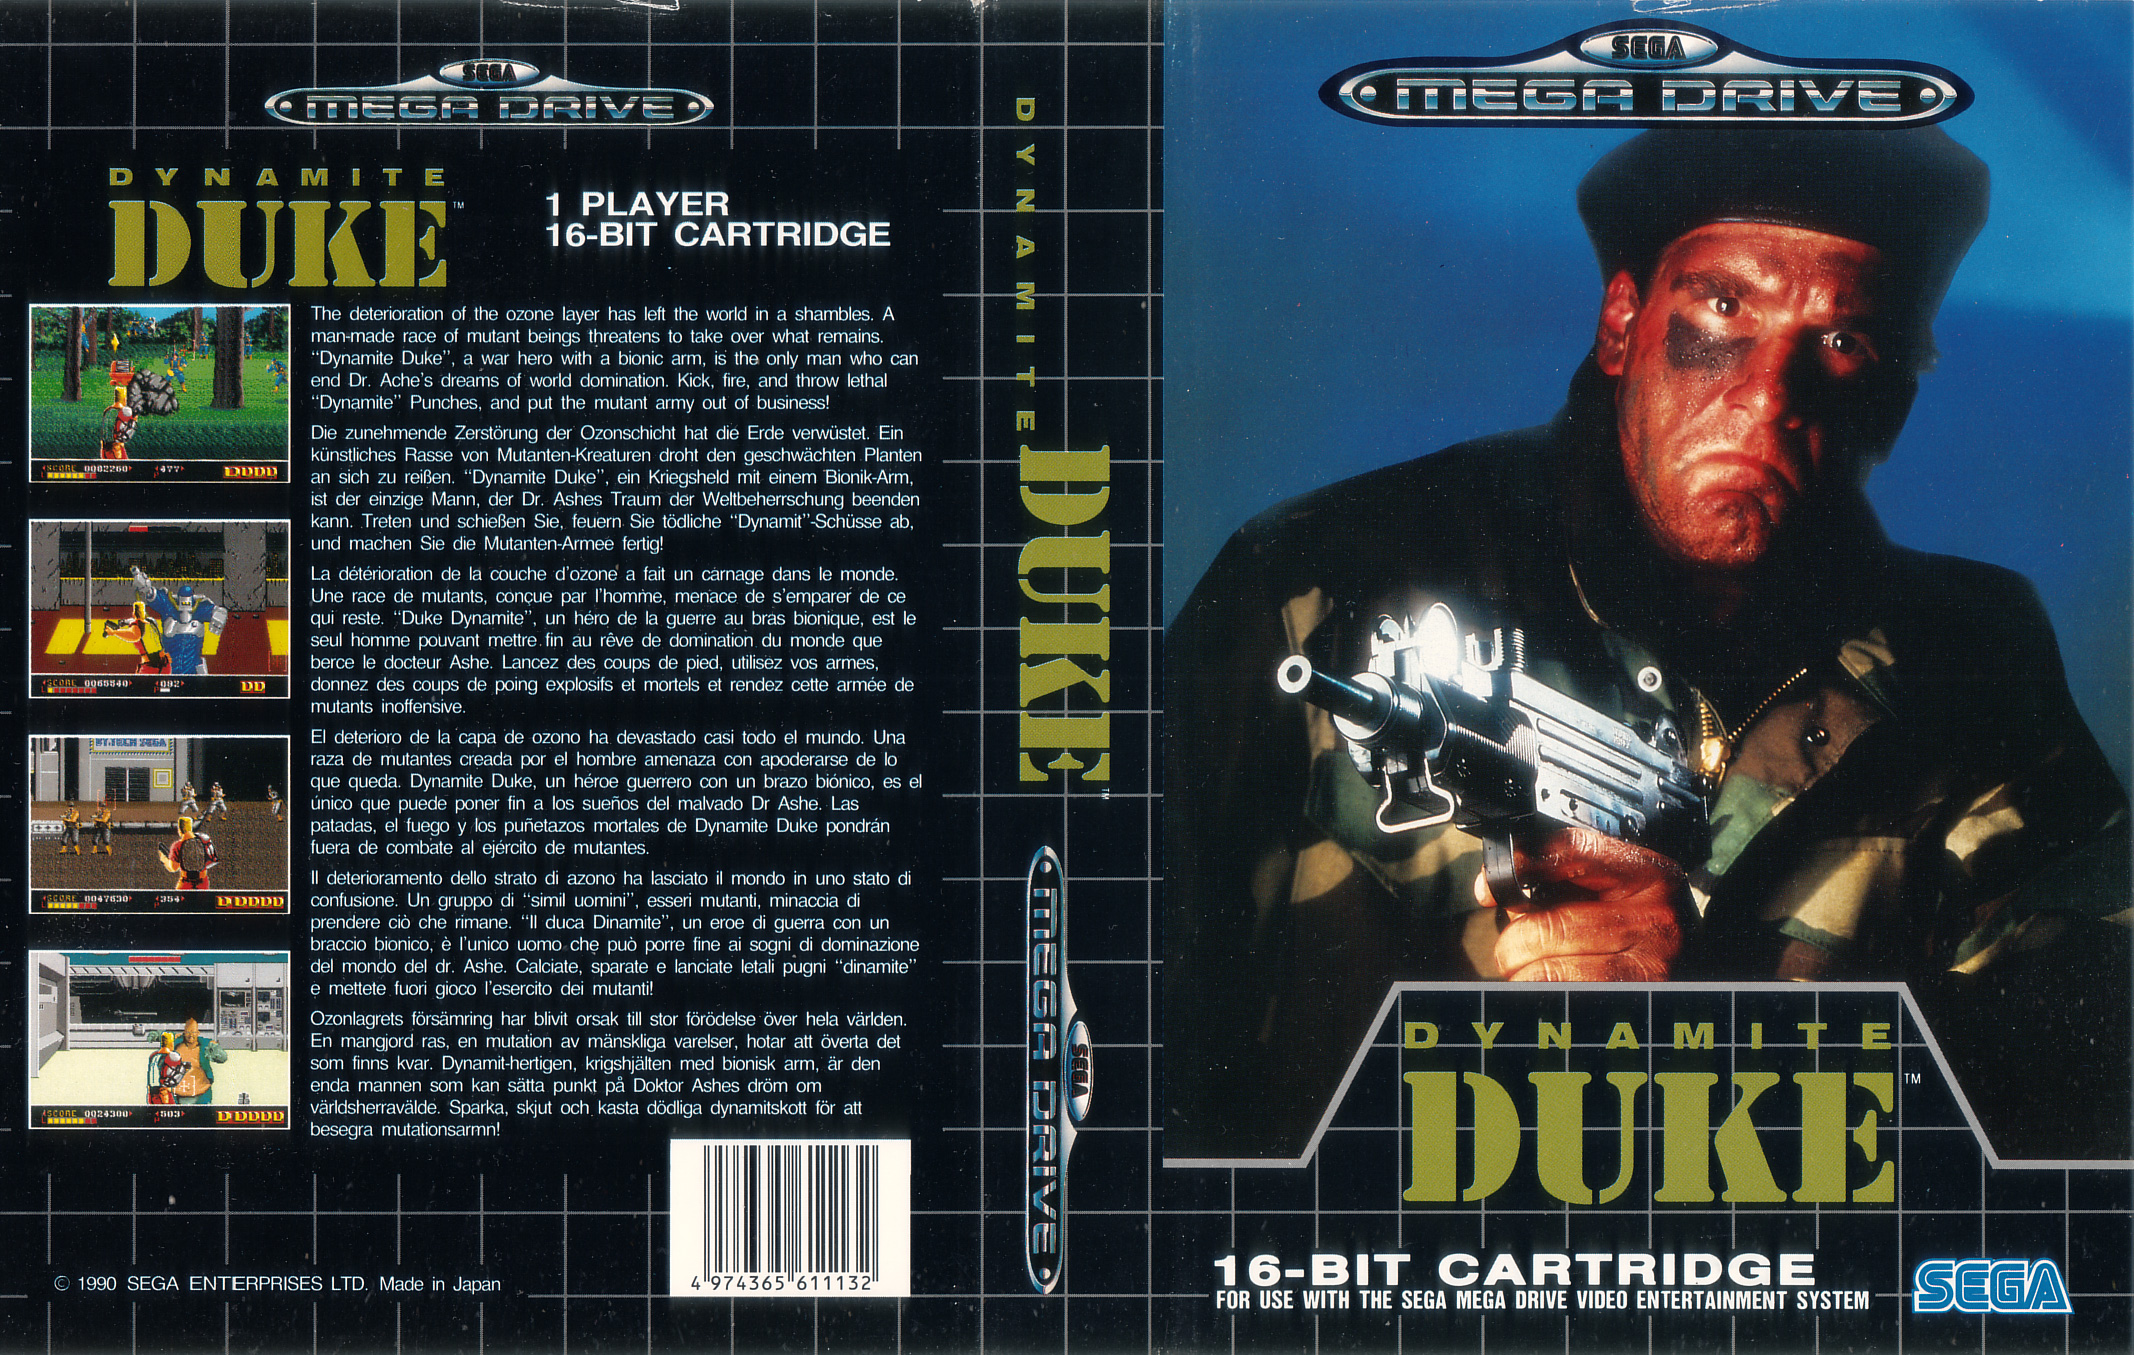 SEGA
MEGA DRIVE
DYNAMITE
DUKE™
1 PLAYER
16-BIT CARTRIDGE
The deterioration of the ozone layer has left the world in a shambles. A
man-made race of mutant beings threatens to take over what remains.
“Dynamite Duke”, a war hero with a bionic arm, is the only man who can
end Dr. Ache's dreams of world domination. Kick, fire, and throw lethal
“Dynamite” Punches, and put the mutant army out of business!
Die zunehmende Zerstörung der Ozonschicht hat die Erde verwüstet. Ein
künstliches Rasse von Mutanten-Kreaturen droht den geschwächten Planten
an sich zu reißen. “Dynamite Duke”, ein Kriegsheld mit einem Bionik-Arm,
ist der einzige Mann, der Dr. Ashes Traum der Weltbeherrschung beenden
kann. Treten und schießen Sie, feuern Sie tödliche “Dynamit”-Schüsse ab,
und machen Sie die Mutanten-Armee fertig!
La détérioration de la couche d'ozone a fait un carnage dans le monde.
Une race de mutants, conçue par l'homme, menace de s'emparer de ce
qui reste. “Duke Dynamite”, un héro de la guerre au bras bionique, est le
seul homme pouvant mettre fin au rêve de domination du monde que
berce le docteur Ashe. Lancez des coups de pied, utilisez vos armes,
donnez des coups de poing explosifs et mortels et rendez cette armée de
mutants inoffensive.
El deterioro de la capa de ozono ha devastado casi todo el mundo. Una
raza de mutantes creada por el hombre amenaza con apoderarse de lo
que queda. Dynamite Duke, un héroe guerrero con un brazo biónico, es el
único que puede poner fin a los sueños del malvado Dr Ashe. Las
patadas, el fuego y los puñetazos mortales de Dynamite Duke pondrán
fuera de combate al ejército de mutantes.
Il deterioramento dello strato di azono ha lasciato il mondo in uno stato di
confusione. Un gruppo di “simil uomini”, esseri mutanti, minaccia di
prendere ciò che rimane. “Il duca Dinamite”, un eroe di guerra con un
braccio bionico, è l'unico uomo che può porre fine ai sogni di dominazione
del mondo del dr. Ashe. Calciate, sparate e lanciate letali pugni “dinamite”
e mettete fuori gioco l'esercito dei mutanti!
Ozonlagrets försämring har blivit orsak till stor förödelse över hela världen.
En mangjord ras, en mutation av mänskliga varelser, hotar att överta det
som finns kvar. Dynamit-hertigen, krigshjälten med bionisk arm, är den
enda mannen som kan sätta punkt på Doktor Ashes dröm om
världsherravälde. Sparka, skjut och kasta dödliga dynamitskott för att
besegra mutationsarmn!
SCORE 0002260 477 DDDD
SCORE 0065540 092 DD
HI-TECH SEGA
SCORE 0047630 354 DDDDD
SCORE 0024300 503 DDDDD
4 974365 611132
© 1990 SEGA ENTERPRISES LTD. Made in Japan
DYNAMITE
DUKE™
MEGA DRIVE
SEGA
SEGA
MEGA DRIVE
DYNAMITE
DUKE™
16-BIT CARTRIDGE
FOR USE WITH THE SEGA MEGA DRIVE VIDEO ENTERTAINMENT SYSTEM
SEGA